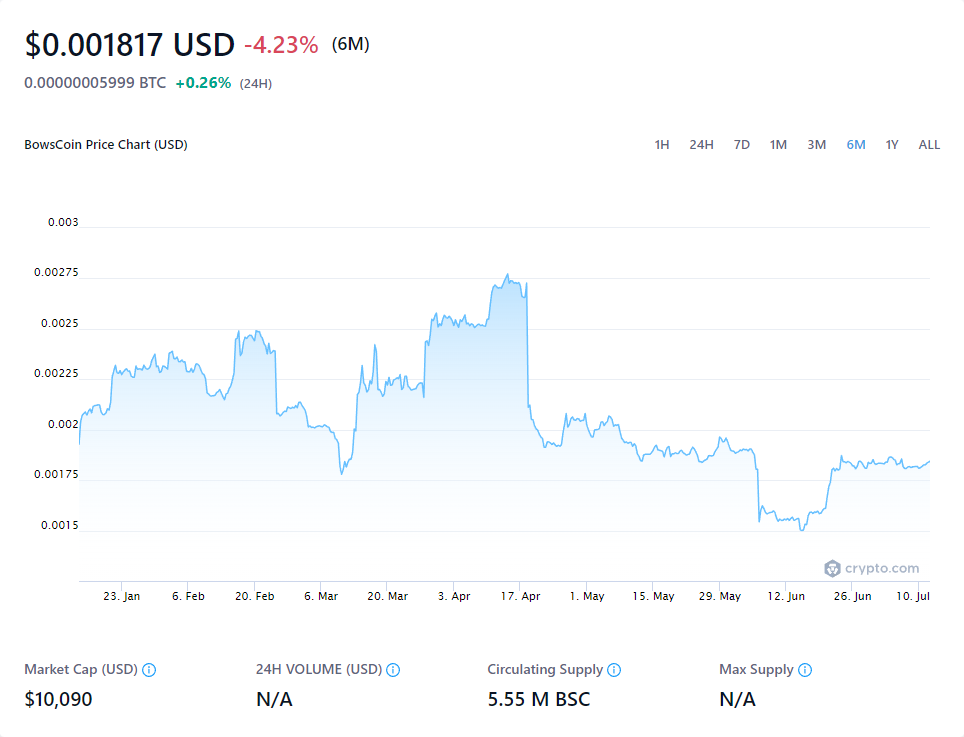 $0.001817 USD -4.23% (6M)
0.00000005999 BTC +0.26% (24H)
BowsCoin Price Chart (USD) 1H 24H 7D 1M 3M 6M 1Y ALL
0.003
0.00275
0.0025
0.00225
0.002
0.00175
0.0015
crypto.com
23. Jan 6. Feb 20. Feb 6. Mar 20. Mar 3. Apr 17. Apr 1. May 15. May 29. May 12. Jun 26. Jun 10. Jul
Market Cap (USD) 24H VOLUME (USD) Circulating Supply Max Supply
$10,090 N/A 5.55 M BSC N/A